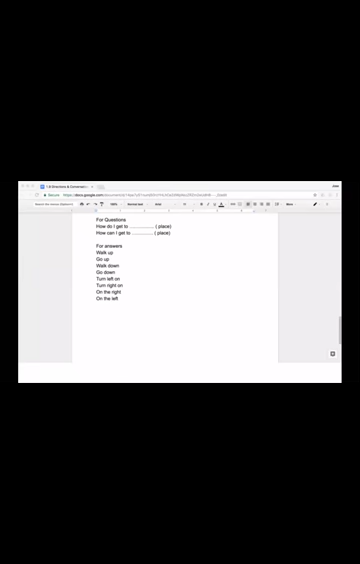 Secure
For Questions
How do I get to .................. ( place)
How can I get to ................ ( place)
For answers
Walk up
Go up
Walk down
Go down
Turn left on
Turn right on
On the right
On the left